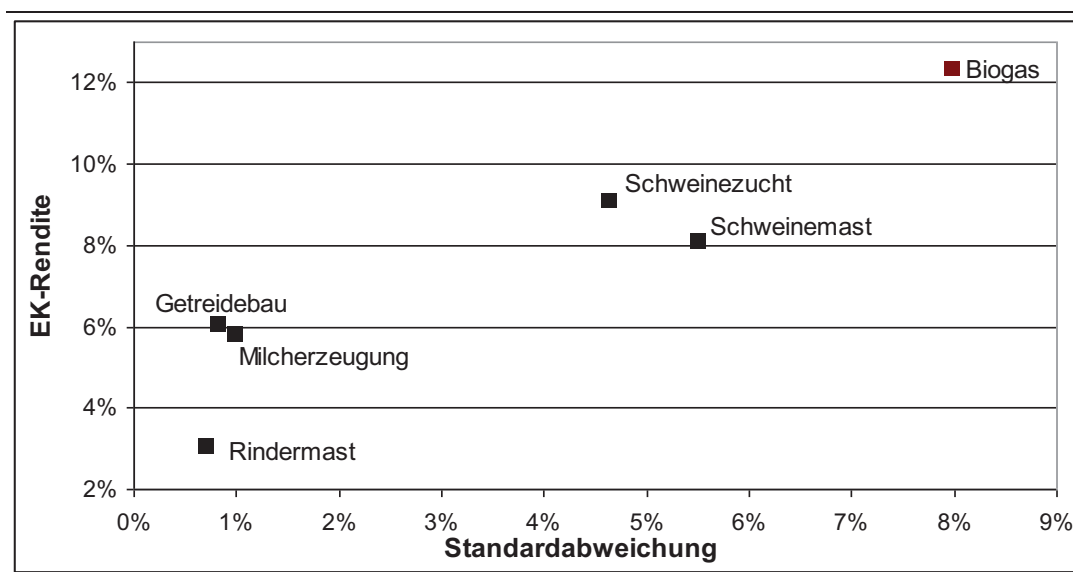 12%
Biogas
10%
Schweinezucht
8%
Schweinemast
EK-Rendite
Getreidebau
6%
Milcherzeugung
4%
Rindermast
2%
0% 1% 2% 3% 4% 5% 6% 7% 8% 9%
Standardabweichung